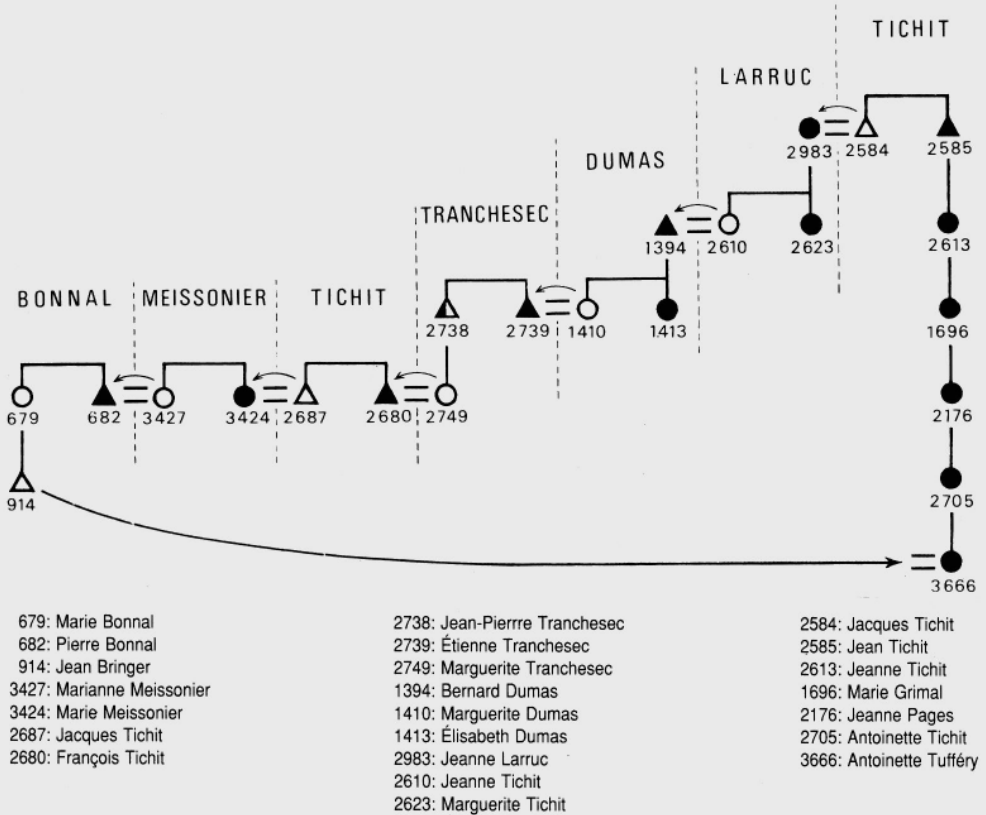 TICHIT
LARRUC
2983 2584 2585
DUMAS
TRANCHESEC
1394 2610 2623 2613
BONNAL MEISSONIER TICHIT
2738 2739 1410 1413 1696
679 682 3427 3424 2687 2680 2749 2176
914 2705
3666
679: Marie Bonnal
682: Pierre Bonnal
914: Jean Bringer
3427: Marianne Meissonier
3424: Marie Meissonier
2687: Jacques Tichit
2680: François Tichit
2738: Jean-Pierrre Tranchesec
2739: Étienne Tranchesec
2749: Marguerite Tranchesec
1394: Bernard Dumas
1410: Marguerite Dumas
1413: Élisabeth Dumas
2983: Jeanne Larruc
2610: Jeanne Tichit
2623: Marguerite Tichit
2584: Jacques Tichit
2585: Jean Tichit
2613: Jeanne Tichit
1696: Marie Grimal
2176: Jeanne Pages
2705: Antoinette Tichit
3666: Antoinette Tufféry